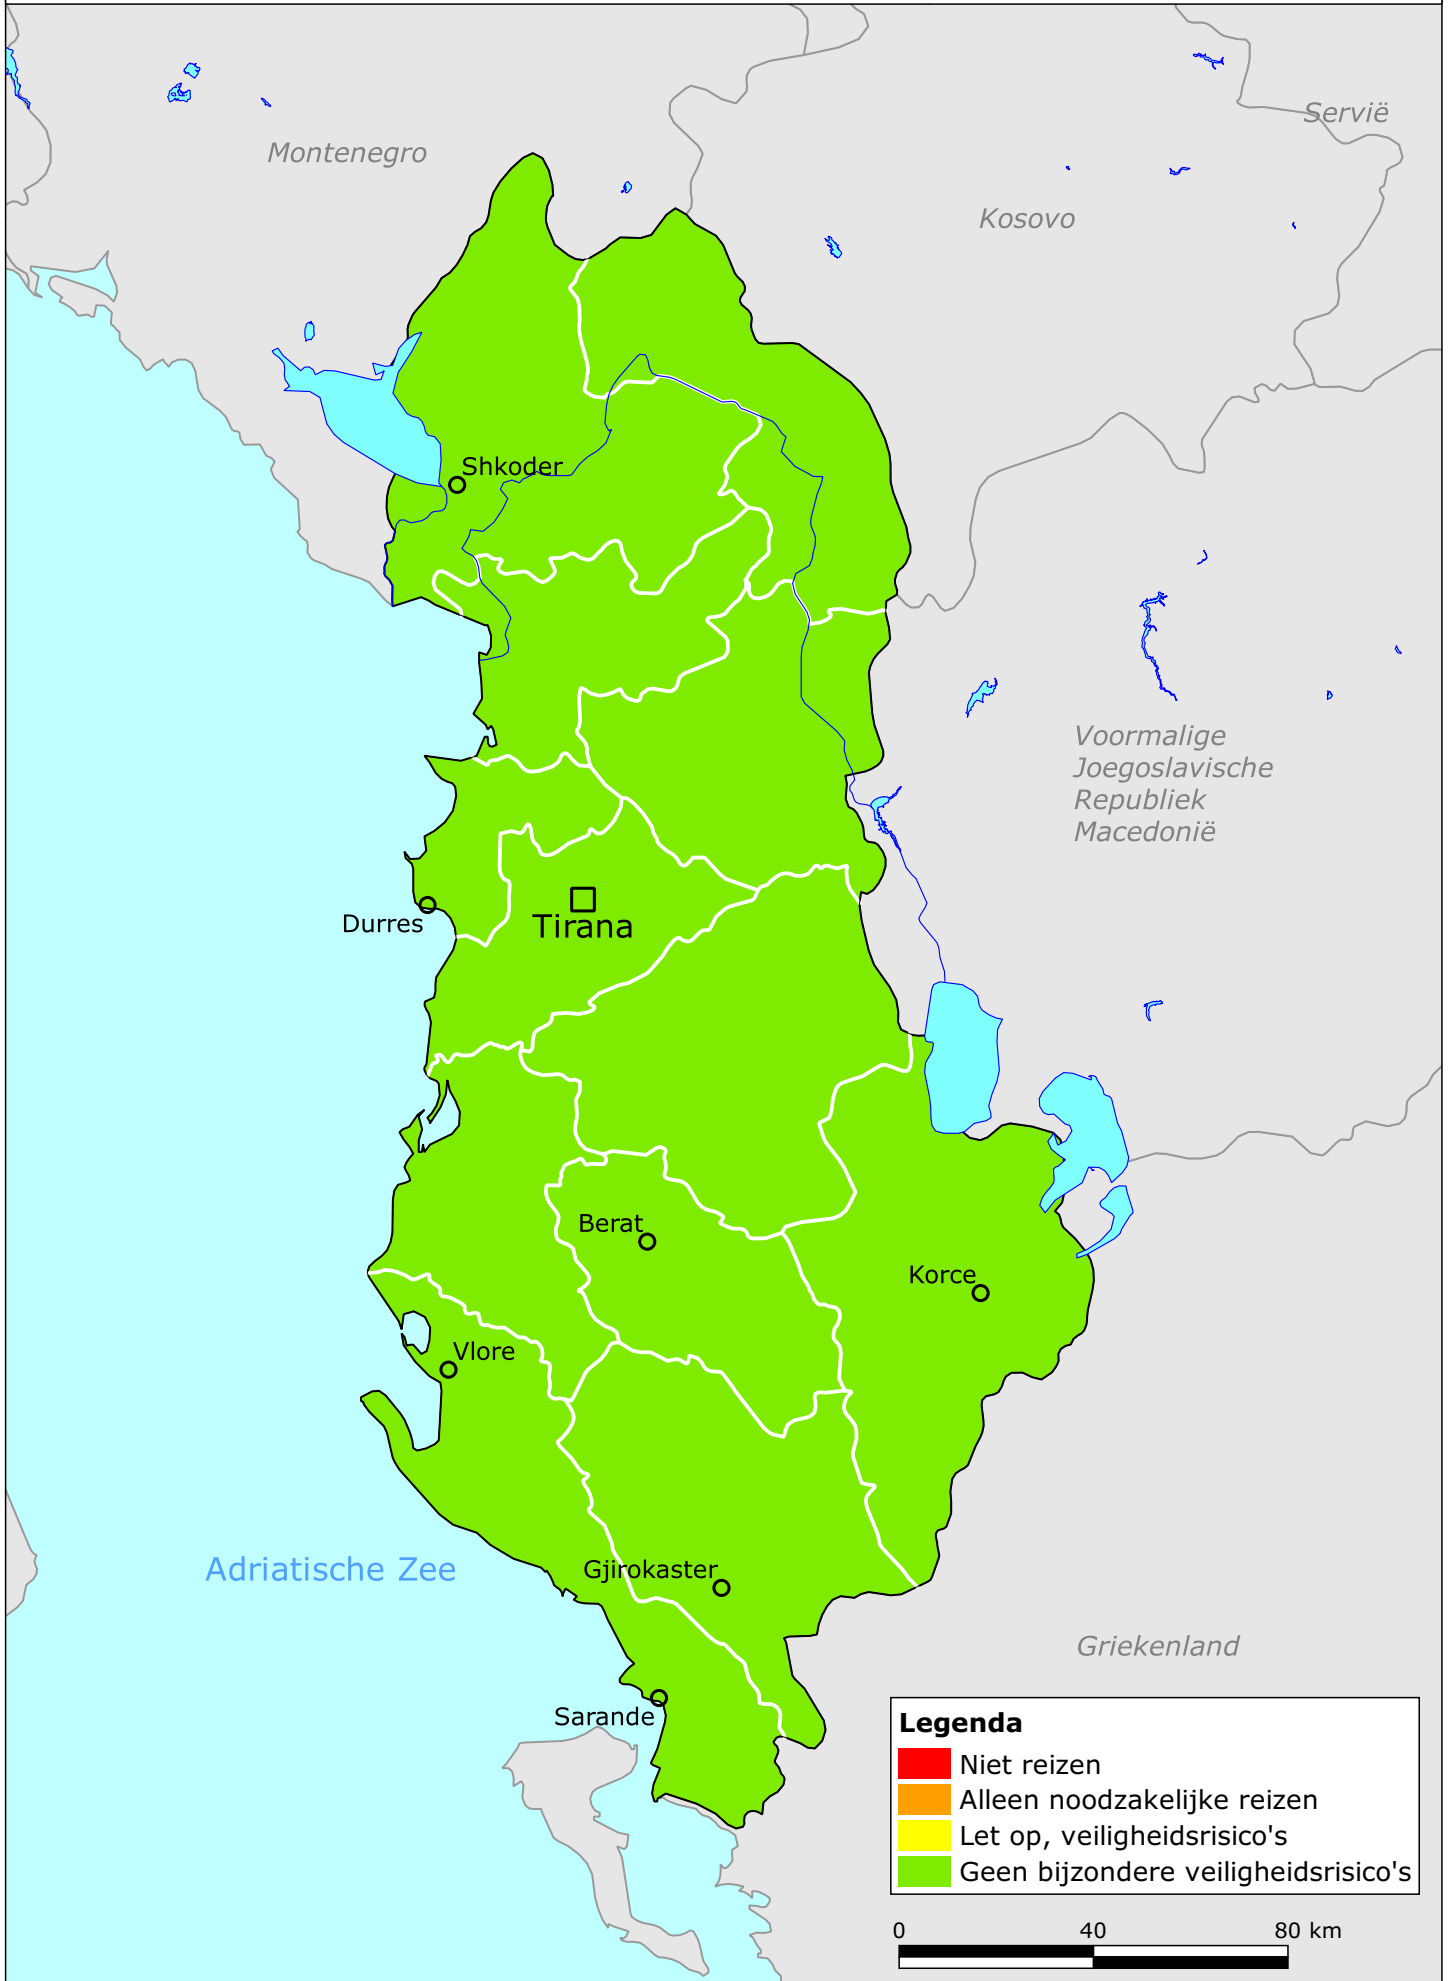 Servië
Montenegro
Kosovo
Shkoder
Voormalige
Joegoslavische
Republiek
Macedonië
Durres
Tirana
Berat
Korce
Vlore
Adriatische Zee
Gjirokaster
Griekenland
Sarande
Legenda
Niet reizen
Alleen noodzakelijke reizen
Let op, veiligheidsrisico's
Geen bijzondere veiligheidsrisico's
0 40 80 km